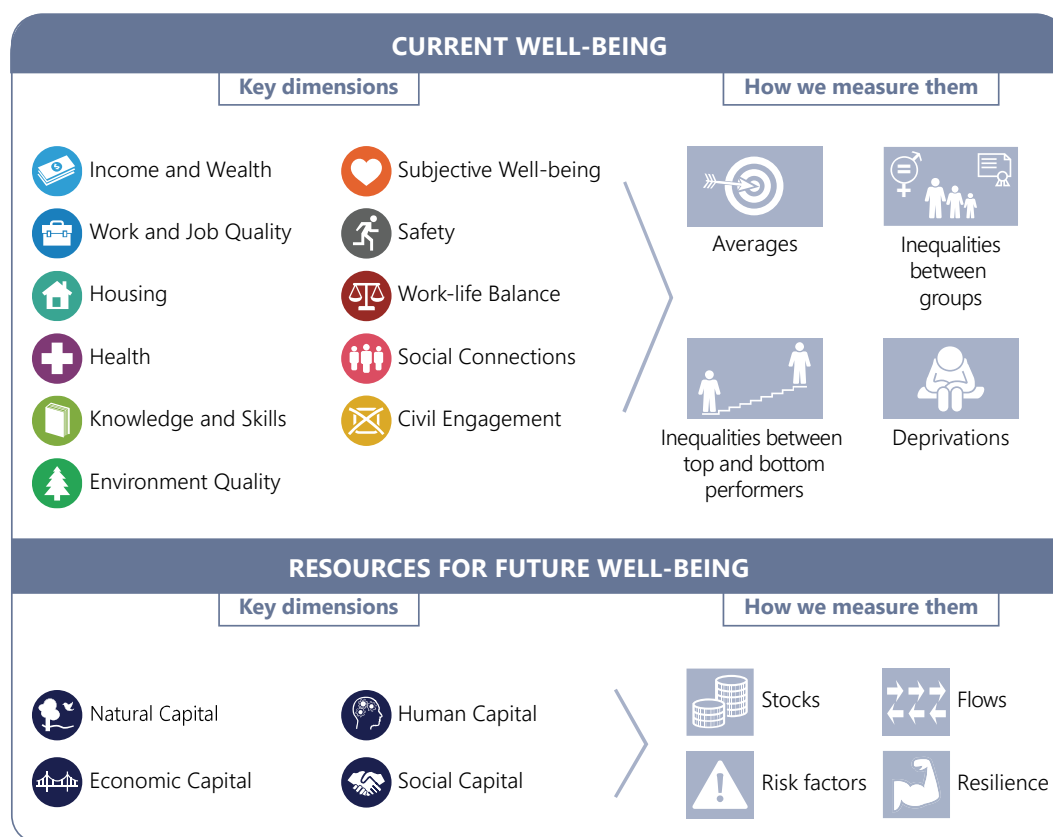 CURRENT WELL-BEING
Key dimensions
How we measure them
Income and Wealth
Work and Job Quality
Housing
Health
Knowledge and Skills
Environment Quality
Subjective Well-being
Safety
Work-life Balance
Social Connections
Civil Engagement
Averages
Inequalities
between
groups
Inequalities between
top and bottom
performers
Deprivations
RESOURCES FOR FUTURE WELL-BEING
Key dimensions
How we measure them
Natural Capital
Economic Capital
Human Capital
Social Capital
Stocks
Flows
Risk factors
Resilience